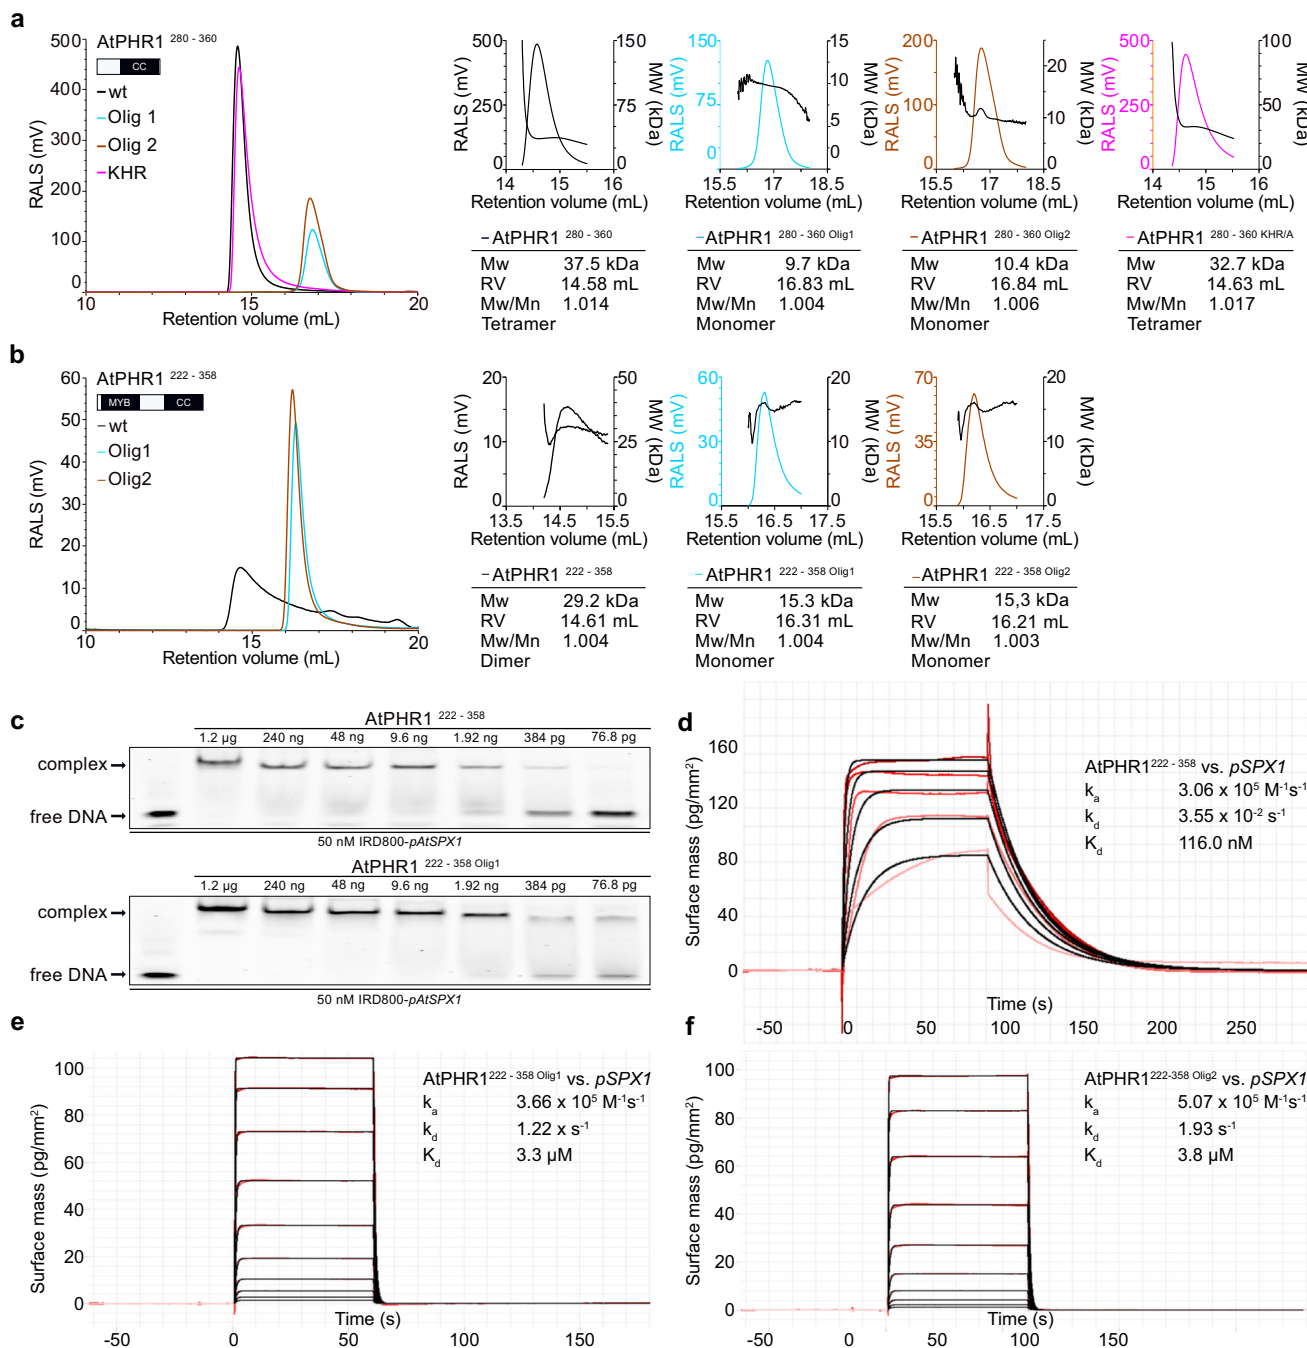 a
AtPHR1 280 - 360
CC
wt
Olig 1
Olig 2
KHR
RALS (mV)
500
400
300
200
100
0
10
15
20
Retention volume (mL)
500
250
0
RALS (mV)
150
75
0
MW (kDa)
14
16
Retention volume (mL)
AtPHR1 280 - 360
Mw 37.5 kDa
RV 14.58 mL
Mw/Mn 1.014
Tetramer
150
75
0
RALS (mV)
15
10
5
0
MW (kDa)
15.5
17
18.5
Retention volume (mL)
AtPHR1 280 - 360 Olig1
Mw 9.7 kDa
RV 16.83 mL
Mw/Mn 1.004
Monomer
200
100
0
RALS (mV)
20
10
0
MW (kDa)
15.5
17
18.5
Retention volume (mL)
AtPHR1 280 - 360 Olig2
Mw 10.4 kDa
RV 16.84 mL
Mw/Mn 1.006
Monomer
500
250
0
RALS (mV)
100
50
0
MW (kDa)
14
16
Retention volume (mL)
AtPHR1 280 - 360 KHR/A
Mw 32.7 kDa
RV 14.63 mL
Mw/Mn 1.017
Tetramer
b
AtPHR1 222 - 358
MYB CC
wt
Olig1
Olig2
RALS (mV)
60
50
40
30
20
10
0
10
15
20
Retention volume (mL)
20
10
0
RALS (mV)
50
25
0
MW (kDa)
13.5
14.5
15.5
Retention volume (mL)
AtPHR1 222 - 358
Mw 29.2 kDa
RV 14.61 mL
Mw/Mn 1.004
Dimer
60
30
0
RALS (mV)
20
10
0
MW (kDa)
15.5
16.5
17.5
Retention volume (mL)
AtPHR1 222 - 358 Olig1
Mw 15.3 kDa
RV 16.31 mL
Mw/Mn 1.004
Monomer
70
35
0
RALS (mV)
20
10
0
MW (kDa)
15.5
16.5
17.5
Retention volume (mL)
AtPHR1 222 - 358 Olig2
Mw 15,3 kDa
RV 16.21 mL
Mw/Mn 1.003
Monomer
c
AtPHR1 222 - 358
1.2 µg 240 ng 48 ng 9.6 ng 1.92 ng 384 pg 76.8 pg
complex
free DNA
50 nM IRD800-pAtSPX1
AtPHR1 222 - 358 Olig1
1.2 µg 240 ng 48 ng 9.6 ng 1.92 ng 384 pg 76.8 pg
complex
free DNA
50 nM IRD800-pAtSPX1
d
Surface mass (pg/mm²)
160
120
80
40
0
AtPHR1 222 - 358 vs. pSPX1
ka 3.06 x 10⁵ M⁻¹s⁻¹
kd 3.55 x 10⁻² s⁻¹
Kd 116.0 nM
Time (s)
-50 0 50 100 150 200 250
e
Surface mass (pg/mm²)
100
80
60
40
20
0
AtPHR1 222 - 358 Olig1 vs. pSPX1
ka 3.66 x 10⁵ M⁻¹s⁻¹
kd 1.22 x s⁻¹
Kd 3.3 µM
Time (s)
-50 0 50 100 150
f
Surface mass (pg/mm²)
100
80
60
40
20
0
AtPHR1 222-358 Olig2 vs. pSPX1
ka 5.07 x 10⁵ M⁻¹s⁻¹
kd 1.93 s⁻¹
Kd 3.8 µM
Time (s)
-50 0 50 100 150